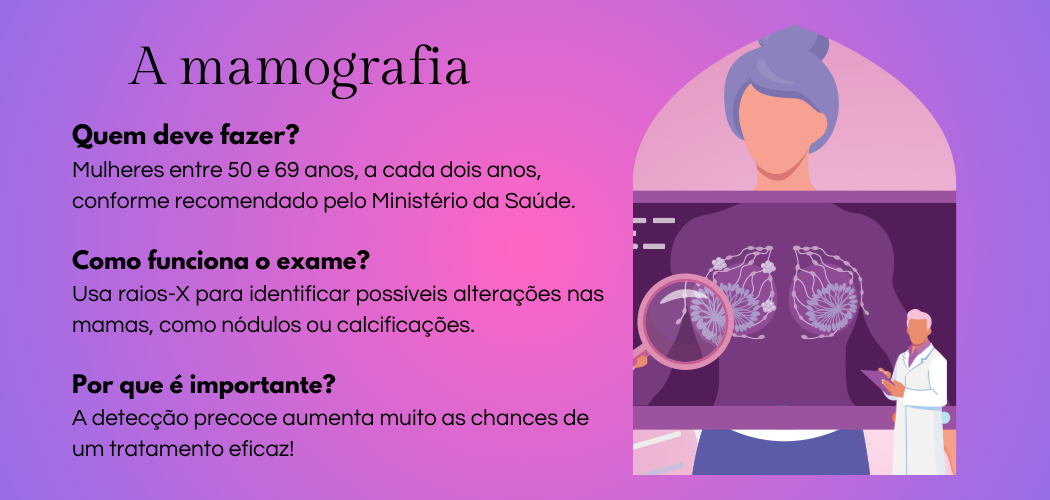 A mamografia
Quem deve fazer?
Mulheres entre 50 e 69 anos, a cada dois anos,
conforme recomendado pelo Ministério da Saúde.
Como funciona o exame?
Usa raios-X para identificar possíveis alterações nas
mamas, como nódulos ou calcificações.
Por que é importante?
A detecção precoce aumenta muito as chances de
um tratamento eficaz!